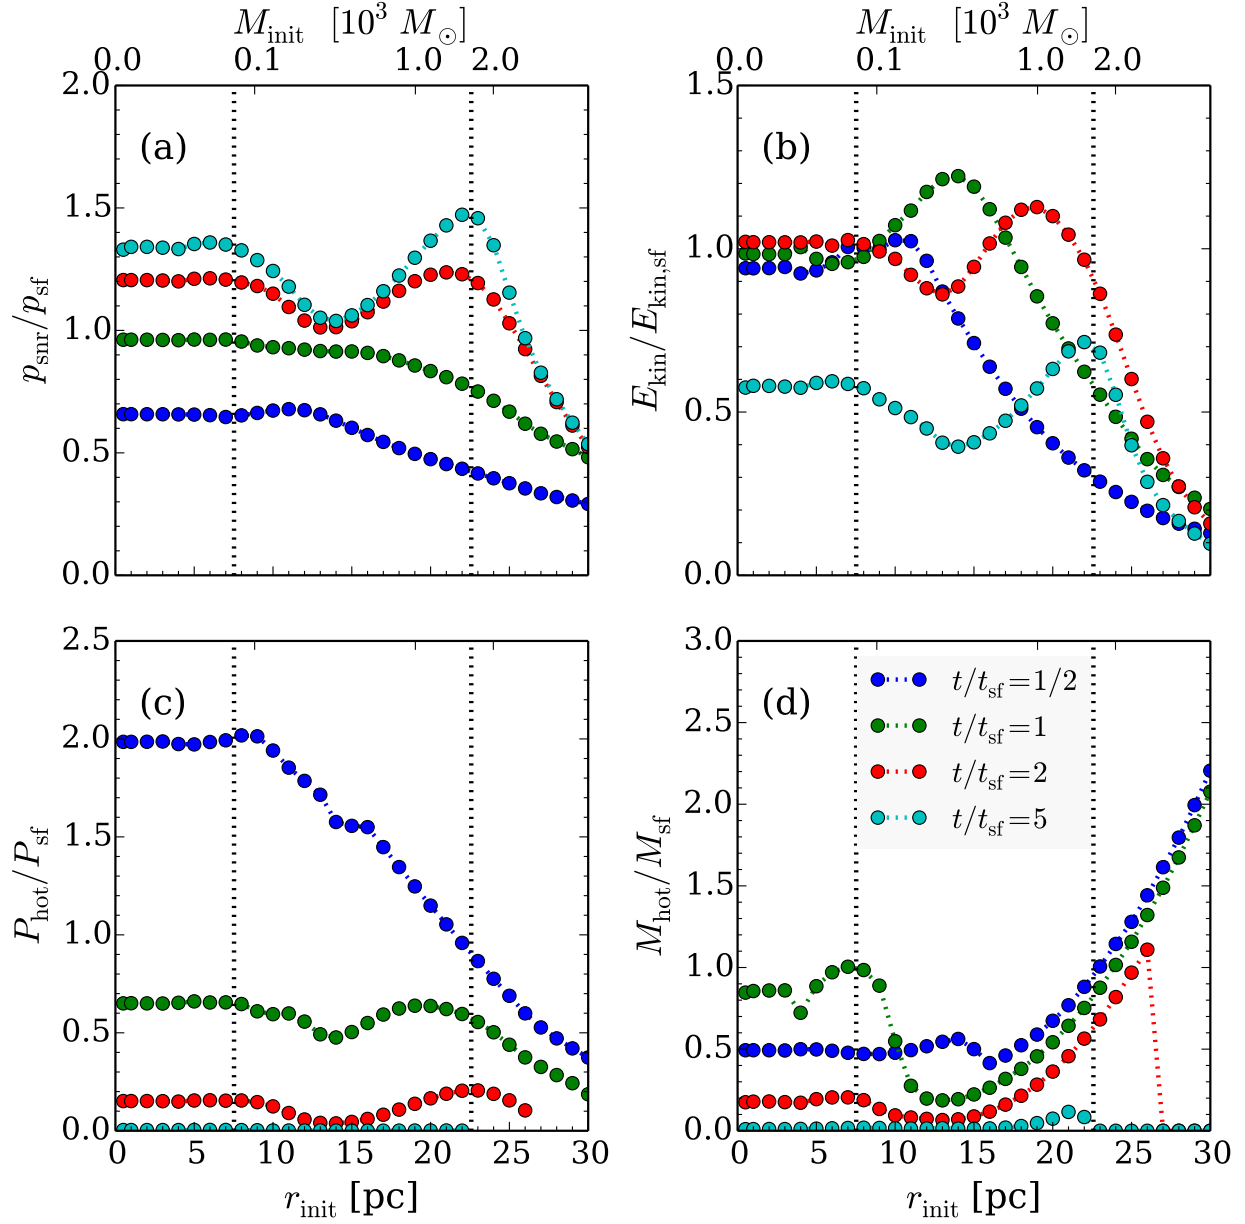 M_init [10^3 M_⊙]
M_init [10^3 M_⊙]
0.0 0.1 1.0 2.0
0.0 0.1 1.0 2.0
2.0
1.5
1.0
0.5
0.0
p_snr/p_sf
(a)
1.5
1.0
0.5
0.0
E_kin/E_kin,sf
(b)
2.5
2.0
1.5
1.0
0.5
0.0
P_hot/P_sf
(c)
0 5 10 15 20 25 30
r_init [pc]
3.0
2.5
2.0
1.5
1.0
0.5
0.0
M_hot/M_sf
(d)
t/t_sf=1/2
t/t_sf=1
t/t_sf=2
t/t_sf=5
0 5 10 15 20 25 30
r_init [pc]